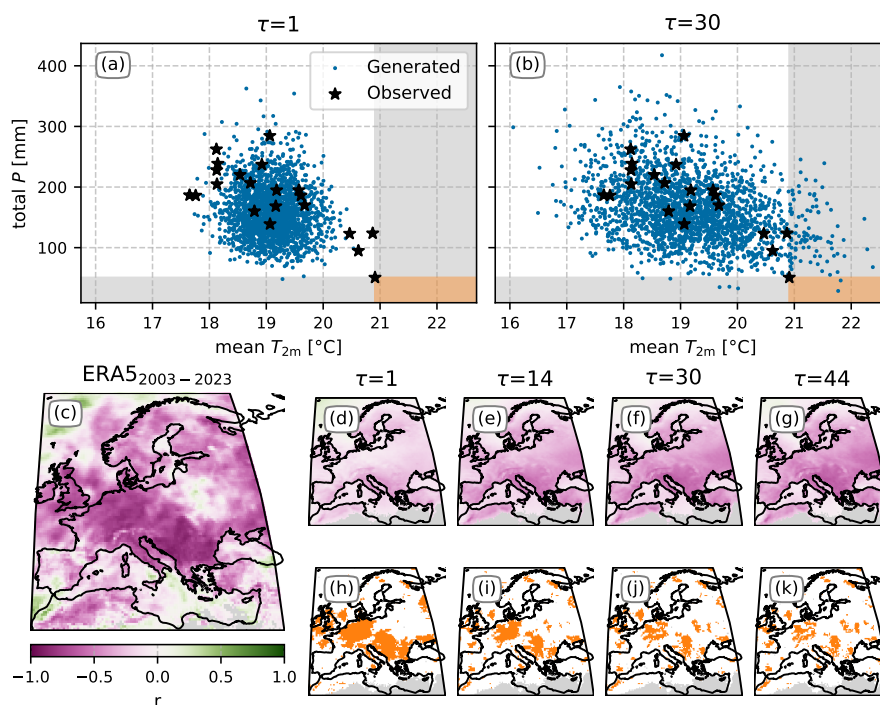 τ=1
τ=30
(a)
Generated
Observed
(b)
total P [mm]
400
300
200
100
16
17
18
19
20
21
22
16
17
18
19
20
21
22
mean T2m [°C]
mean T2m [°C]
ERA52003−2023
τ=1
τ=14
τ=30
τ=44
(c)
(d)
(e)
(f)
(g)
(h)
(i)
(j)
(k)
−1.0
−0.5
0.0
0.5
1.0
r